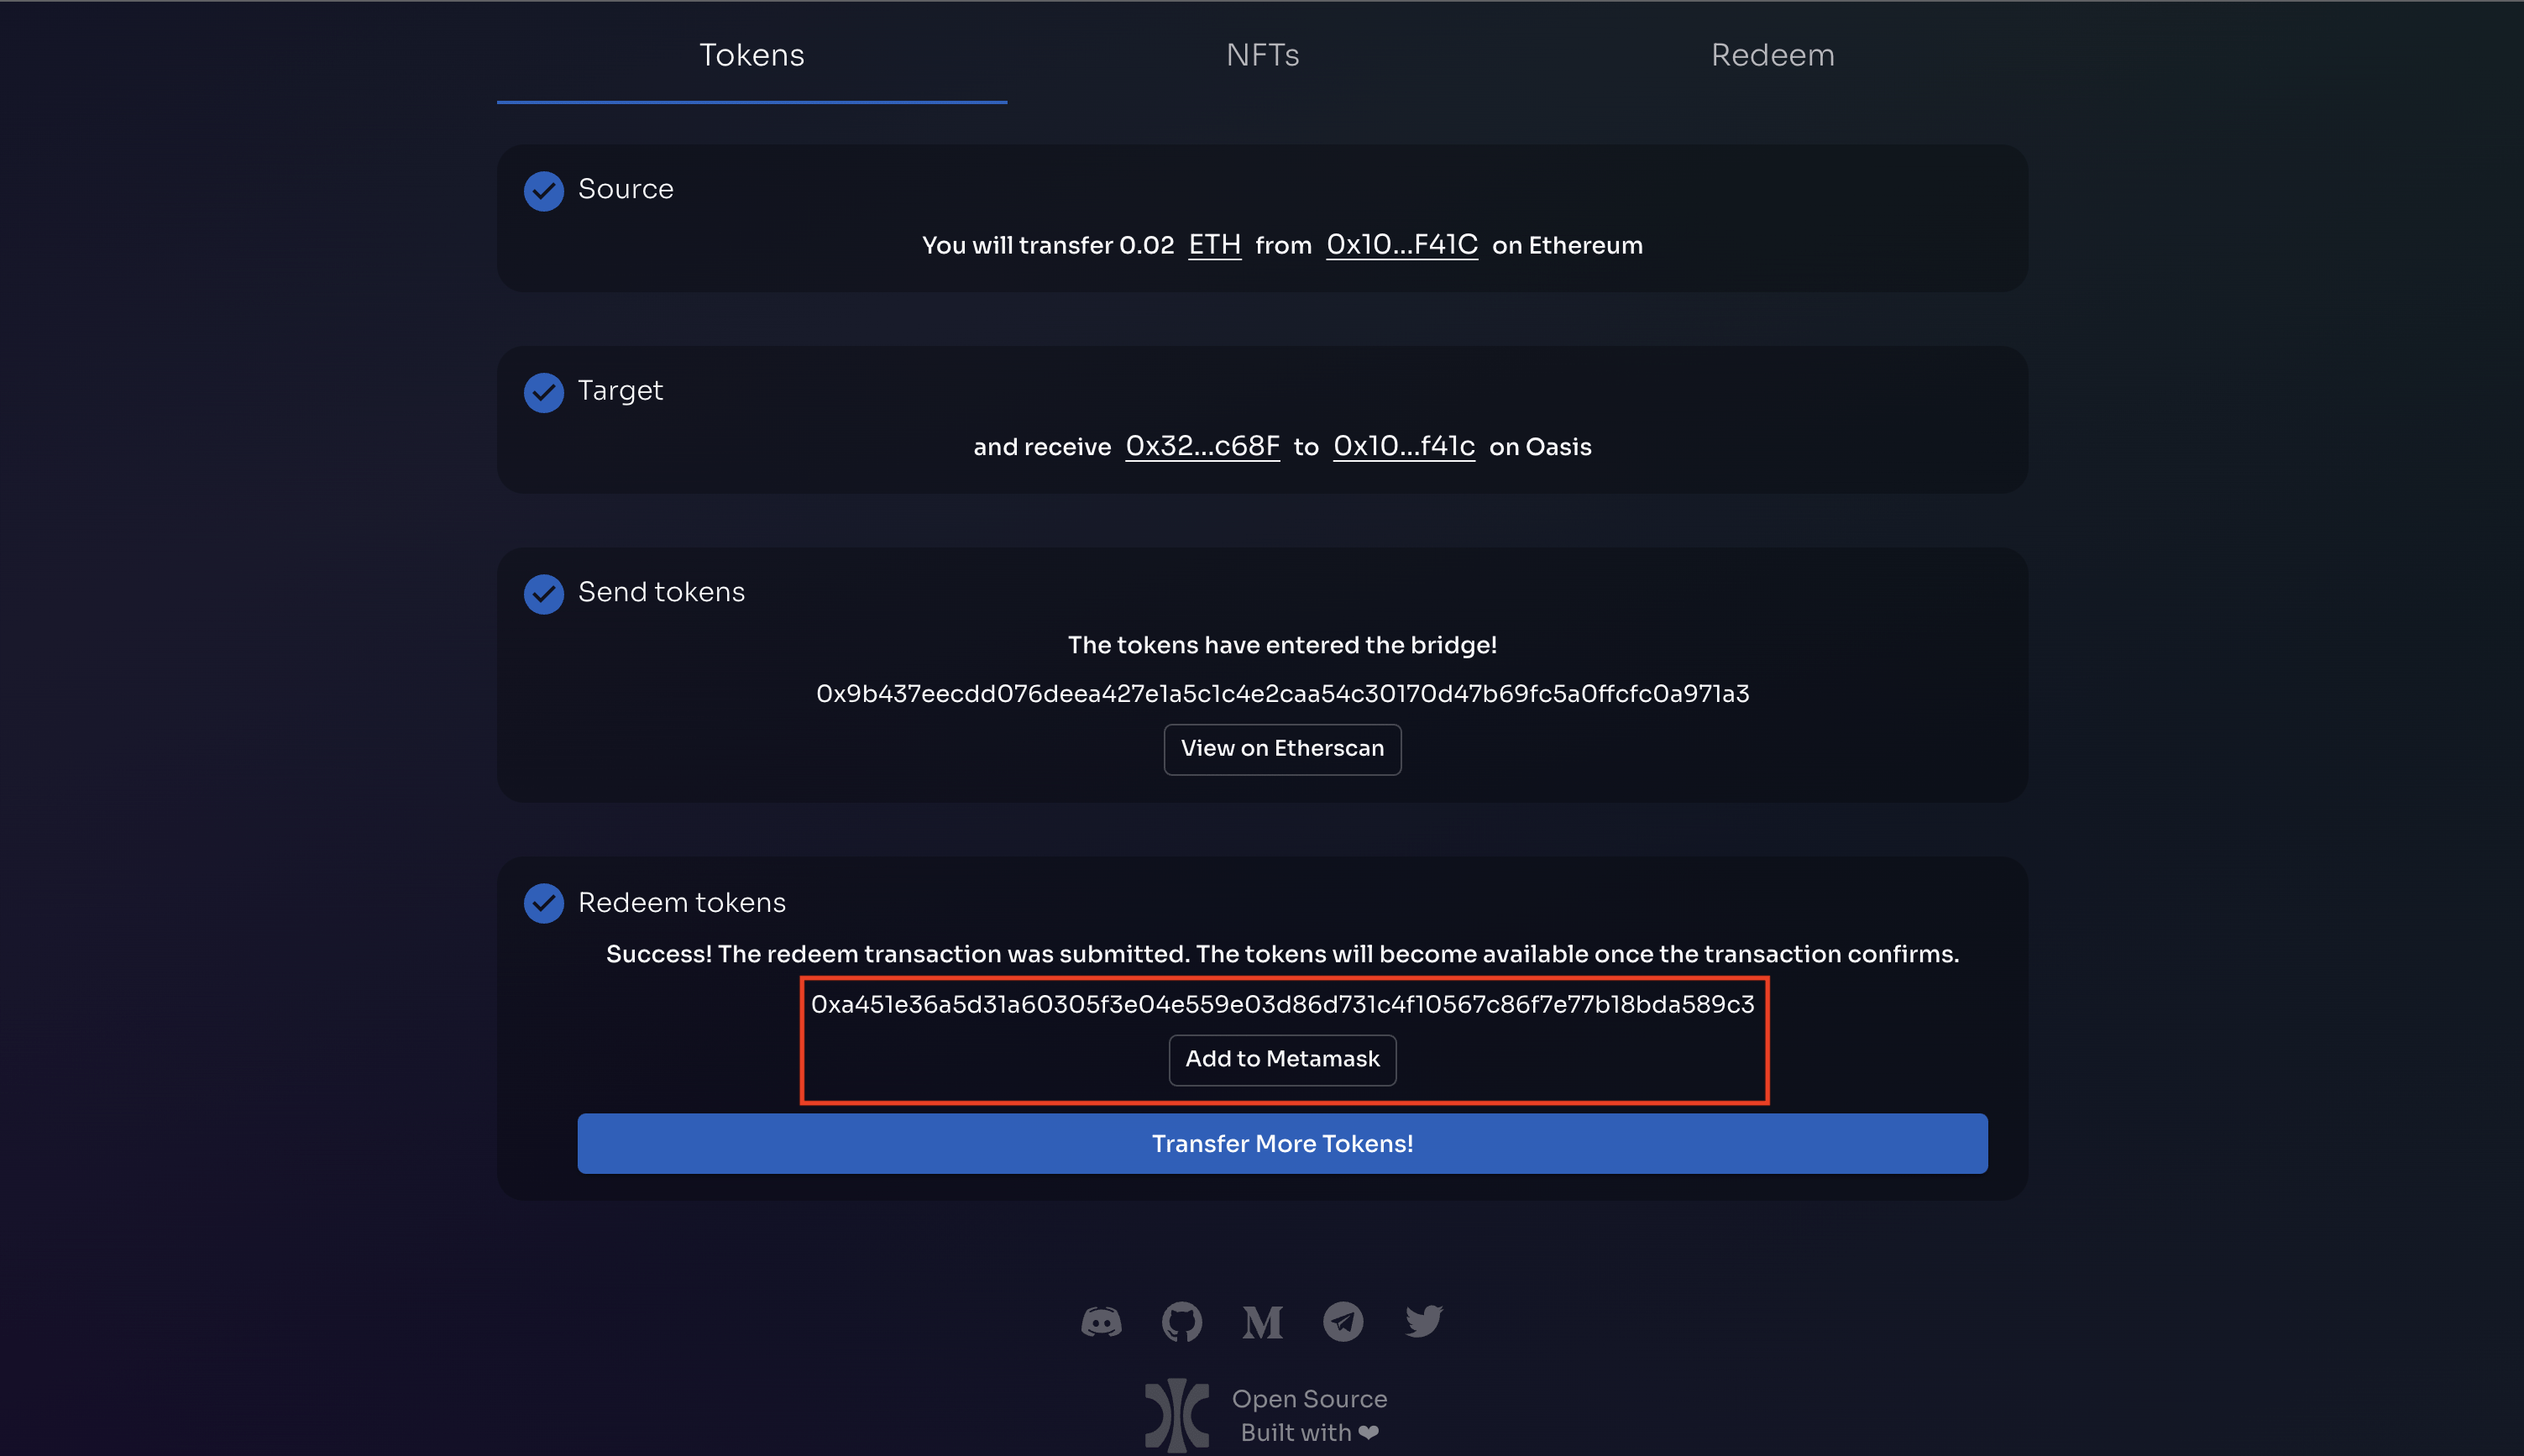 Tokens NFTs Redeem
Source
You will transfer 0.02 ETH from 0x10...F41C on Ethereum
Target
and receive 0x32...c68F to 0x10...f41c on Oasis
Send tokens
The tokens have entered the bridge!
0x9b437eecdd076deea427e1a5c1c4e2caa54c30170d47b69fc5a0ffcfc0a971a3
View on Etherscan
Redeem tokens
Success! The redeem transaction was submitted. The tokens will become available once the transaction confirms.
0xa451e36a5d31a60305f3e04e559e03d86d731c4f10567c86f7e77b18bda589c3
Add to Metamask
Transfer More Tokens!
Open Source
Built with ❤